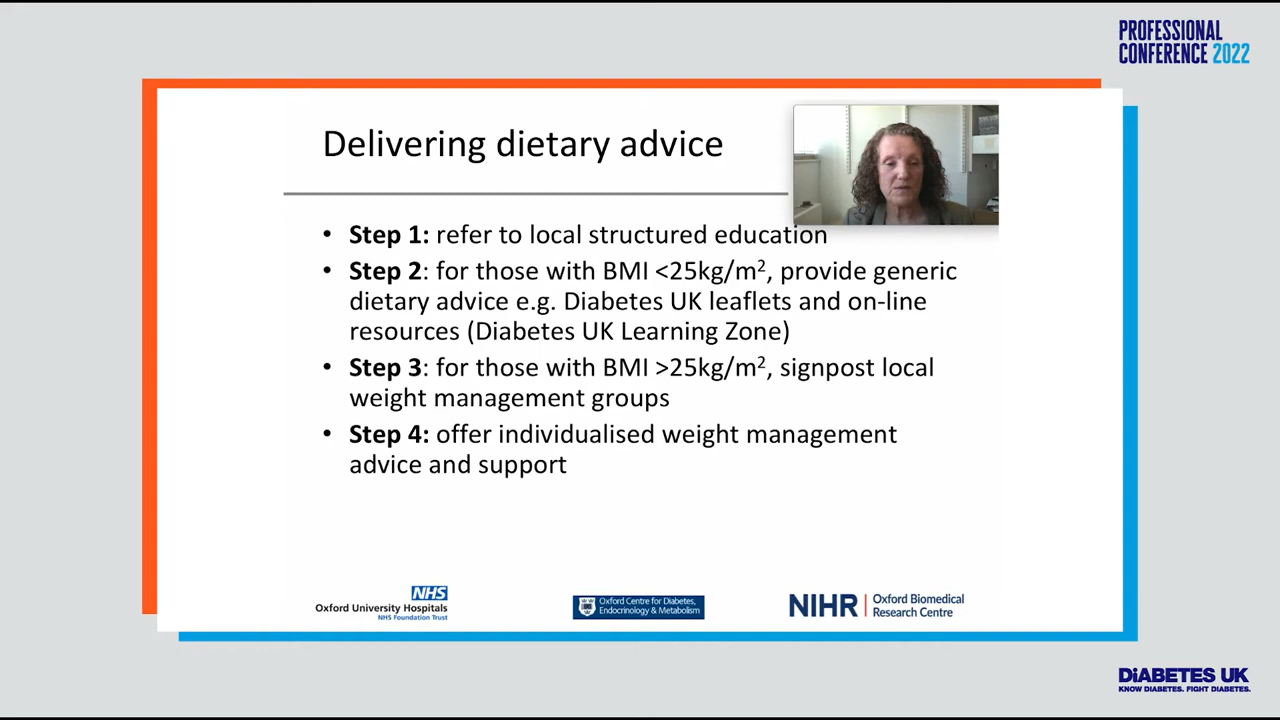 PROFESSIONAL
CONFERENCE 2022
Delivering dietary advice
• Step 1: refer to local structured education
• Step 2: for those with BMI <25kg/m², provide generic
dietary advice e.g. Diabetes UK leaflets and on-line
resources (Diabetes UK Learning Zone)
• Step 3: for those with BMI >25kg/m², signpost local
weight management groups
• Step 4: offer individualised weight management
advice and support
NHS
Oxford University Hospitals
NHS Foundation Trust
Oxford Centre for Diabetes,
Endocrinology & Metabolism
NIHR | Oxford Biomedical
Research Centre
DiABETES UK
KNOW DIABETES. FIGHT DIABETES.